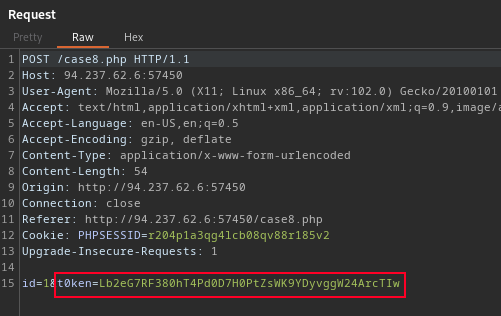 Request
Pretty Raw Hex
1 POST /case8.php HTTP/1.1
2 Host: 94.237.62.6:57450
3 User-Agent: Mozilla/5.0 (X11; Linux x86_64; rv:102.0) Gecko/20100101
4 Accept: text/html,application/xhtml+xml,application/xml;q=0.9,image/a
5 Accept-Language: en-US,en;q=0.5
6 Accept-Encoding: gzip, deflate
7 Content-Type: application/x-www-form-urlencoded
8 Content-Length: 54
9 Origin: http://94.237.62.6:57450
10 Connection: close
11 Referer: http://94.237.62.6:57450/case8.php
12 Cookie: PHPSESSID=r204p1a3qg4lcb08qv88r185v2
13 Upgrade-Insecure-Requests: 1
14
15 id=1&t0ken=Lb2eG7RF380hT4Pd0D7H0PtZsWK9YDyvggW24ArcTIw